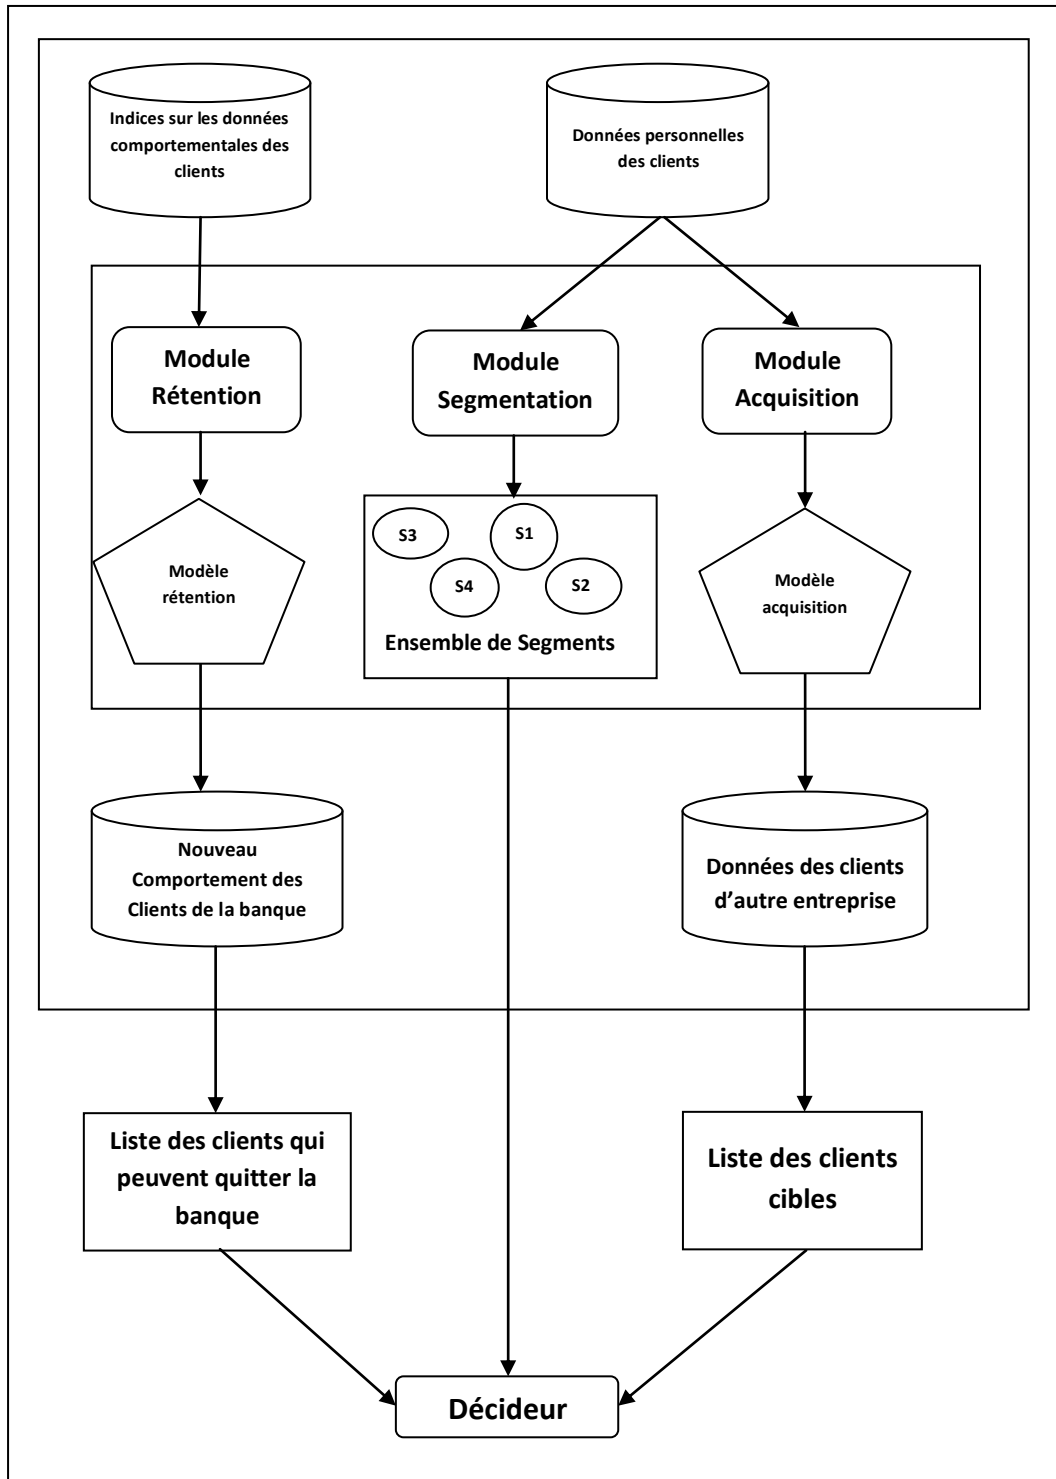 Indices sur les données
comportementales des
clients
Données personnelles
des clients
Module
Rétention
Module
Segmentation
Module
Acquisition
Modèle
rétention
S3
S1
S4
S2
Ensemble de Segments
Modèle
acquisition
Nouveau
Comportement des
Clients de la banque
Données des clients
d’autre entreprise
Liste des clients qui
peuvent quitter la
banque
Liste des clients
cibles
Décideur